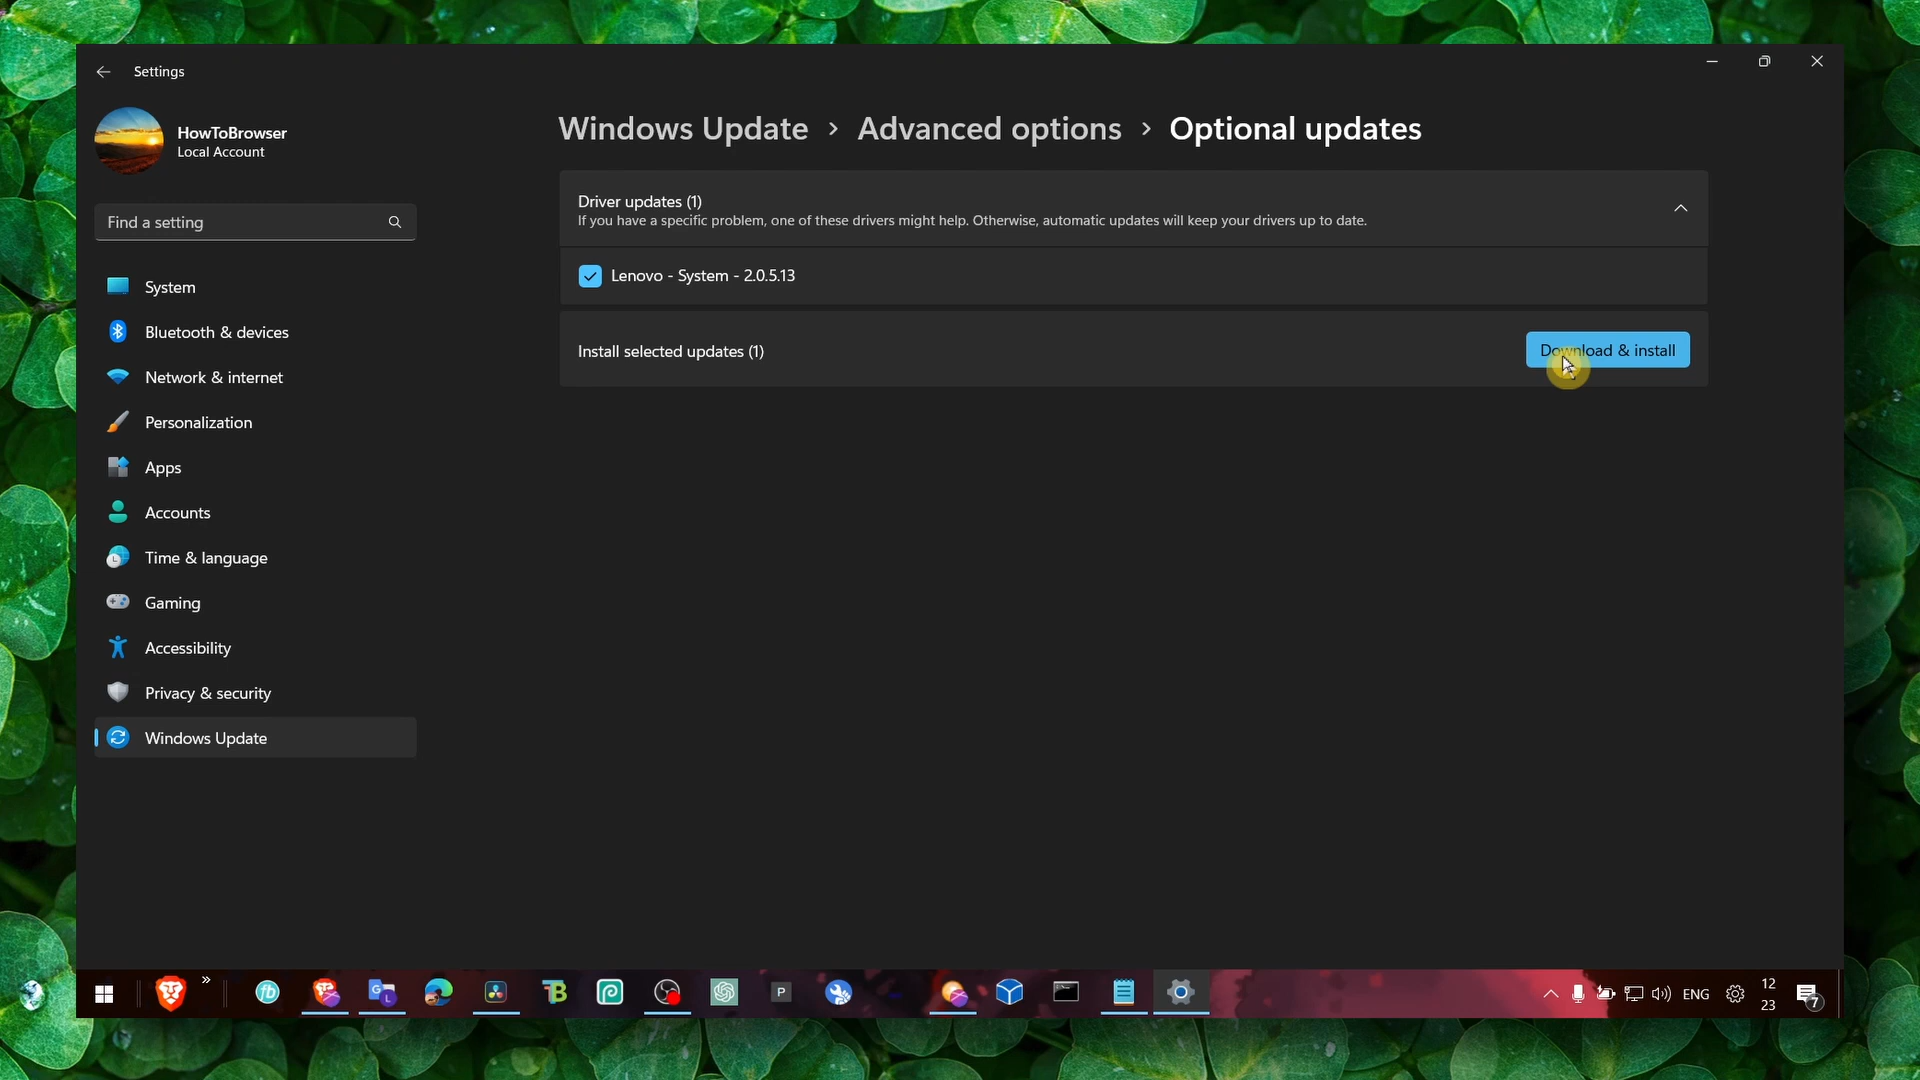 Settings
HowToBrowser
Local Account
Find a setting
System
Bluetooth & devices
Network & internet
Personalization
Apps
Accounts
Time & language
Gaming
Accessibility
Privacy & security
Windows Update
Windows Update > Advanced options > Optional updates
Driver updates (1)
If you have a specific problem, one of these drivers might help. Otherwise, automatic updates will keep your drivers up to date.
Lenovo - System - 2.0.5.13
Install selected updates (1)
Download & install
fb
G L
TB
P
P
ENG
12
23
7